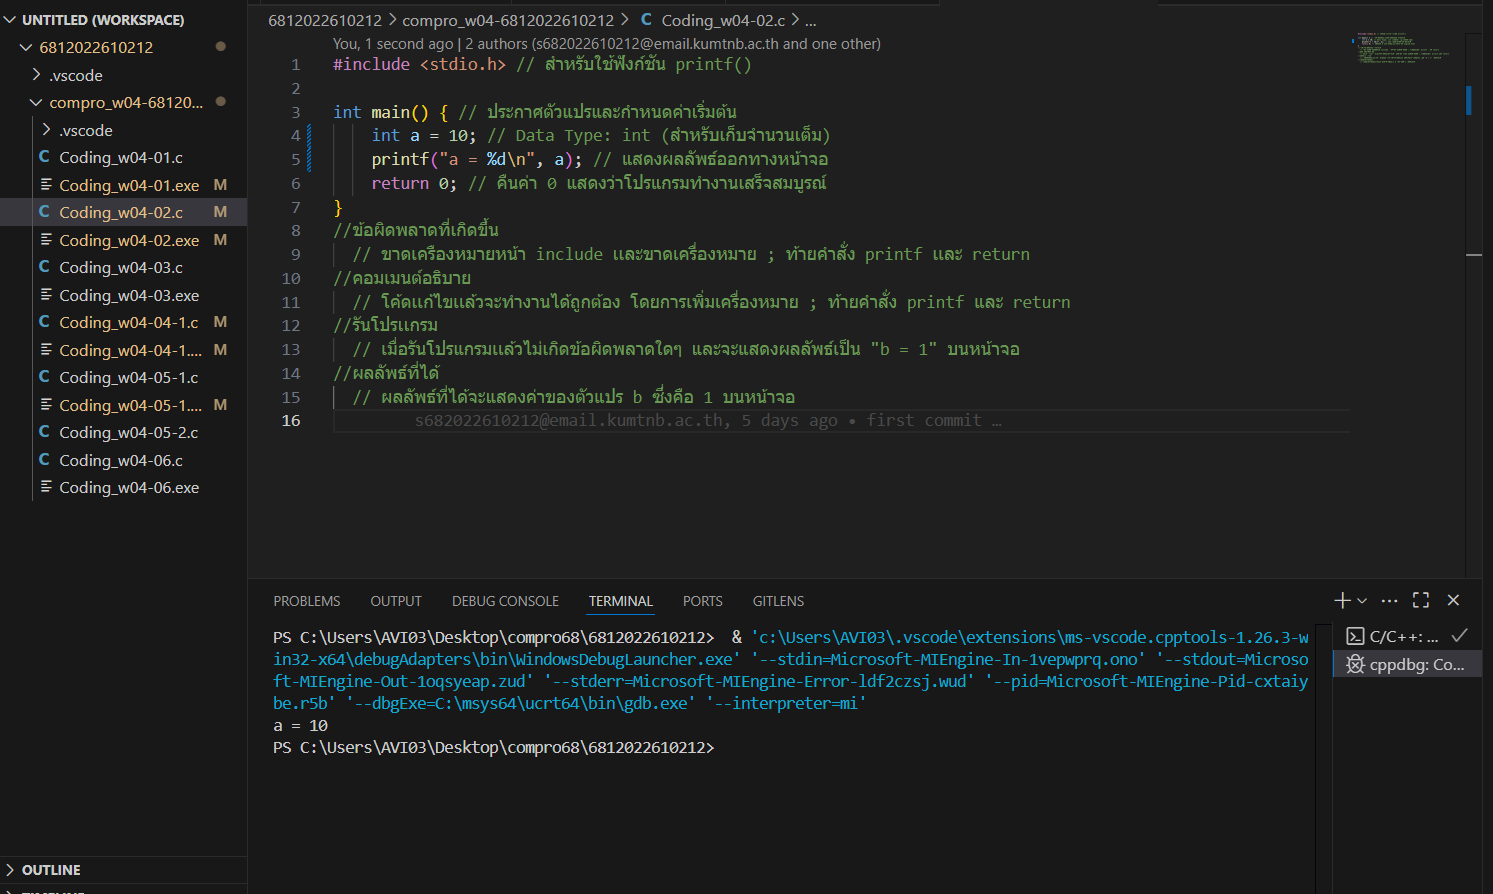 UNTITLED (WORKSPACE)
6812022610212
.vscode
compro_w04-68120...
.vscode
Coding_w04-01.c
Coding_w04-01.exe M
Coding_w04-02.c M
Coding_w04-02.exe M
Coding_w04-03.c
Coding_w04-03.exe
Coding_w04-04-1.c M
Coding_w04-04-1.... M
Coding_w04-05-1.c
Coding_w04-05-1.... M
Coding_w04-05-2.c
Coding_w04-06.c
Coding_w04-06.exe
OUTLINE
6812022610212 > compro_w04-6812022610212 > C Coding_w04-02.c > ...
You, 1 second ago | 2 authors (s682022610212@email.kumtnb.ac.th and one other)
1 #include <stdio.h> // สำหรับใช้ฟังก์ชัน printf()
2
3 int main() { // ประกาศตัวแปรและกำหนดค่าเริ่มต้น
4 int a = 10; // Data Type: int (สำหรับเก็บจำนวนเต็ม)
5 printf("a = %d\n", a); // แสดงผลลัพธ์ออกทางหน้าจอ
6 return 0; // คืนค่า 0 แสดงว่าโปรแกรมทำงานเสร็จสมบูรณ์
7 }
8 //ข้อผิดพลาดที่เกิดขึ้น
9 // ขาดเครืองหมายหน้า include และขาดเครื่องหมาย ; ท้ายคำสั่ง printf และ return
10 //คอมเมนต์อธิบาย
11 // โค้ดแก้ไขแล้วจะทำงานได้ถูกต้อง โดยการเพิ่มเครื่องหมาย ; ท้ายคำสั่ง printf และ return
12 //รันโปรแกรม
13 // เมื่อรันโปรแกรมแล้วไม่เกิดข้อผิดพลาดใดๆ และจะแสดงผลลัพธ์เป็น "b = 1" บนหน้าจอ
14 //ผลลัพธ์ที่ได้
15 // ผลลัพธ์ที่ได้จะแสดงค่าของตัวแปร b ซึ่งคือ 1 บนหน้าจอ
16 s682022610212@email.kumtnb.ac.th, 5 days ago • first commit …
PROBLEMS OUTPUT DEBUG CONSOLE TERMINAL PORTS GITLENS
PS C:\Users\AVI03\Desktop\compro68\6812022610212> & 'c:\Users\AVI03\.vscode\extensions\ms-vscode.cpptools-1.26.3-w
in32-x64\debugAdapters\bin\WindowsDebugLauncher.exe' '--stdin=Microsoft-MIEngine-In-1vepwprq.ono' '--stdout=Microso
ft-MIEngine-Out-1oqsyeap.zud' '--stderr=Microsoft-MIEngine-Error-ldf2czsj.wud' '--pid=Microsoft-MIEngine-Pid-cxtaiy
be.r5b' '--dbgExe=C:\msys64\ucrt64\bin\gdb.exe' '--interpreter=mi'
a = 10
PS C:\Users\AVI03\Desktop\compro68\6812022610212>
C/C++: ...
cppdbg: Co...